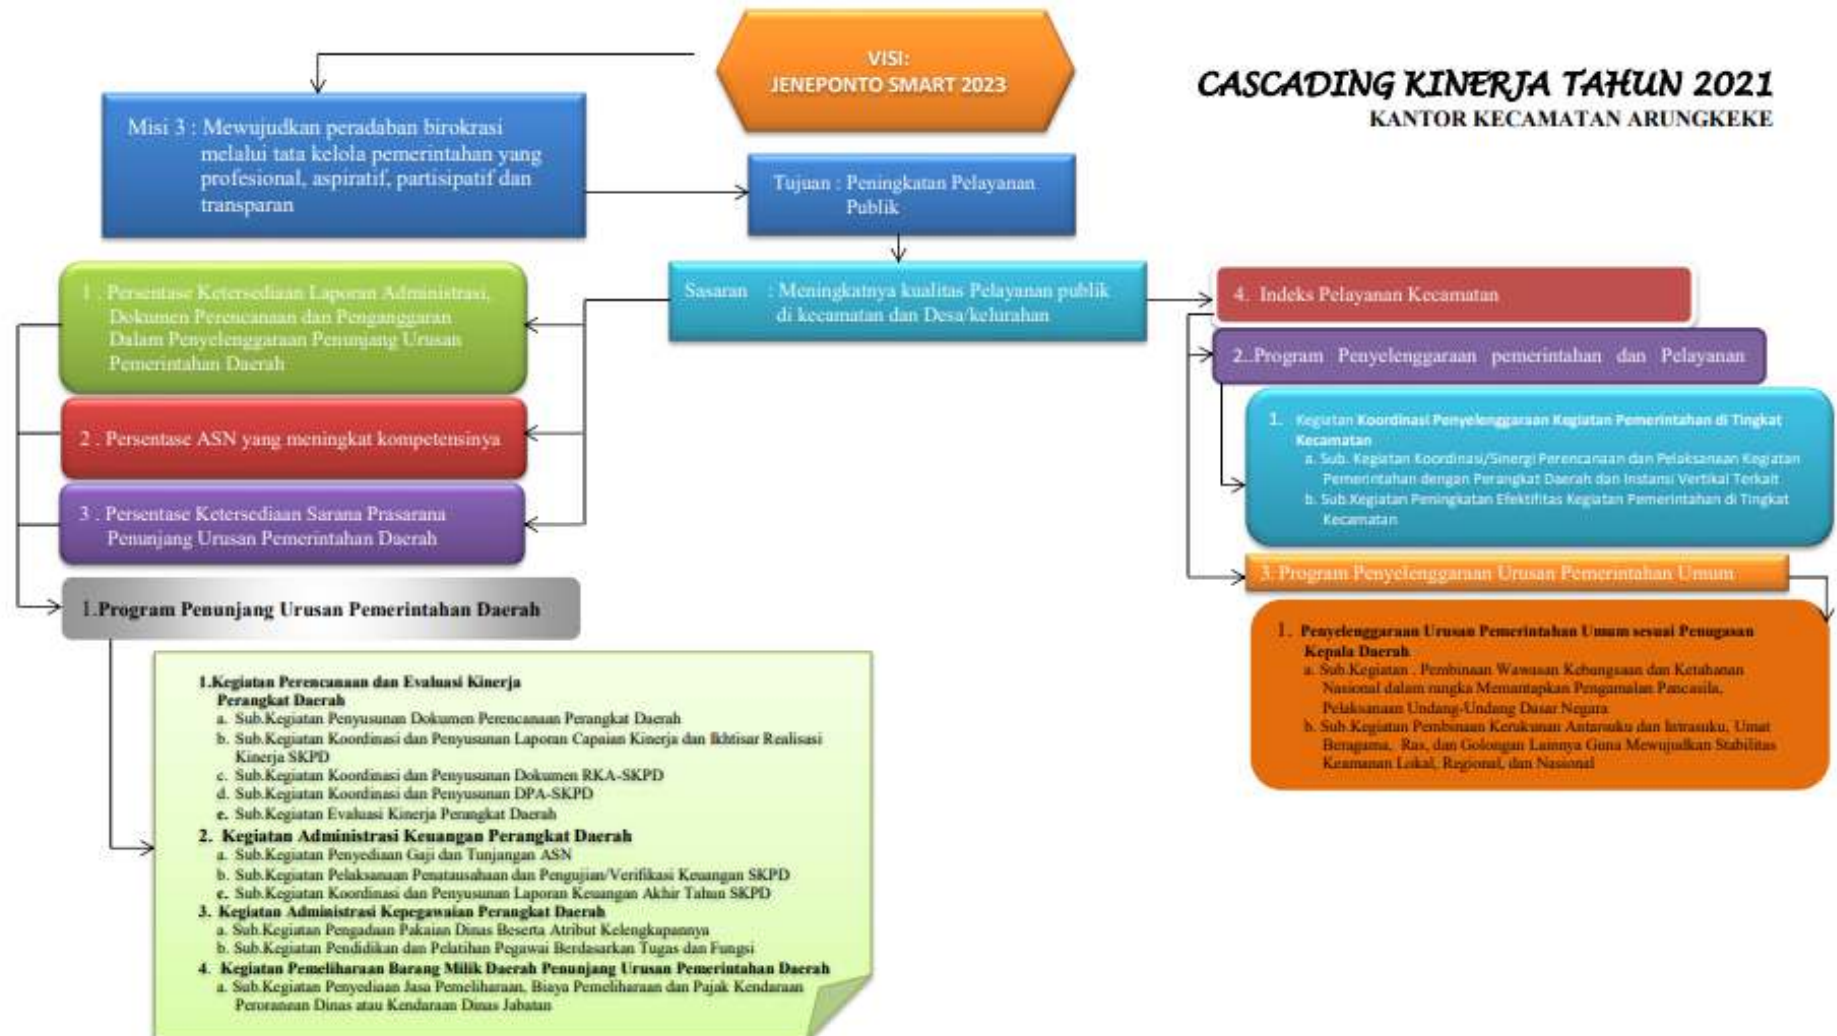 VISI:
JENEPONTO SMART 2023
CASCADING KINERJA TAHUN 2021
KANTOR KECAMATAN ARUNGKEKE
Misi 3 : Mewujudkan peradaban birokrasi
melalui tata kelola pemerintahan yang
profesional, aspiratif, partisipatif dan
transparan
Tujuan : Peningkatan Pelayanan
Publik
Sasaran : Meningkatnya kualitas Pelayanan publik
di kecamatan dan Desa/kelurahan
1 . Persentase Ketersediaan Laporan Administrasi,
Dokumen Perencanaan dan Penganggaran
Dalam Penyelenggaraan Penunjang Urusan
Pemerintahan Daerah
2 . Persentase ASN yang meningkat kompetensinya
3 . Persentase Ketersediaan Sarana Prasarana
Penunjang Urusan Pemerintahan Daerah
1.Program Penunjang Urusan Pemerintahan Daerah
1.Kegiatan Perencanaan dan Evaluasi Kinerja
Perangkat Daerah
a. Sub.Kegiatan Penyusunan Dokumen Perencanaan Perangkat Daerah
b. Sub.Kegiatan Koordinasi dan Penyusunan Laporan Capaian Kinerja dan Ikhtisar Realisasi
Kinerja SKPD
c. Sub.Kegiatan Koordinasi dan Penyusunan Dokumen RKA-SKPD
d. Sub.Kegiatan Koordinasi dan Penyusunan DPA-SKPD
e. Sub.Kegiatan Evaluasi Kinerja Perangkat Daerah
2. Kegiatan Administrasi Keuangan Perangkat Daerah
a. Sub.Kegiatan Penyediaan Gaji dan Tunjangan ASN
b. Sub.Kegiatan Pelaksanaan Penatausahaan dan Pengujian/Verifikasi Keuangan SKPD
c. Sub.Kegiatan Koordinasi dan Penyusunan Laporan Keuangan Akhir Tahun SKPD
3. Kegiatan Administrasi Kepegawaian Perangkat Daerah
a. Sub.Kegiatan Pengadaan Pakaian Dinas Beserta Atribut Kelengkapannya
b. Sub.Kegiatan Pendidikan dan Pelatihan Pegawai Berdasarkan Tugas dan Fungsi
4. Kegiatan Pemeliharaan Barang Milik Daerah Penunjang Urusan Pemerintahan Daerah
a. Sub.Kegiatan Penyediaan Jasa Pemeliharaan, Biaya Pemeliharaan dan Pajak Kendaraan
Peroranean Dinas atau Kendaraan Dinas Jabatan
4. Indeks Pelayanan Kecamatan
2..Program Penyelenggaraan pemerintahan dan Pelayanan
1. Kegiatan Koordinasi Penyelenggaraan Kegiatan Pemerintahan di Tingkat
Kecamatan
a. Sub. Kegiatan Koordinasi/Sinergi Perencanaan dan Pelaksanaan Kegiatan
Pemerintahan dengan Perangkat Daerah dan Instansi Vertikal Terkait
b. Sub.Kegiatan Peningkatan Efektifitas Kegiatan Pemerintahan di Tingkat
Kecamatan
3. Program Penyelenggaraan Urusan Pemerintahan Umum
1. Penyelenggaraan Urusan Pemerintahan Umum sesuai Penugasan
Kepala Daerah
a. Sub.Kegiatan . Pembinaan Wawasan Kebangsaan dan Ketahanan
Nasional dalam rangka Memantapkan Pengamalan Pancasila,
Pelaksanaan Undang-Undang Dasar Negara
b. Sub.Kegiatan Pembinaan Kerukunan Antarsuku dan Intrasuku, Umat
Beragama, Ras, dan Golongan Lainnya Guna Mewujudkan Stabilitas
Keamanan Lokal, Regional, dan Nasional